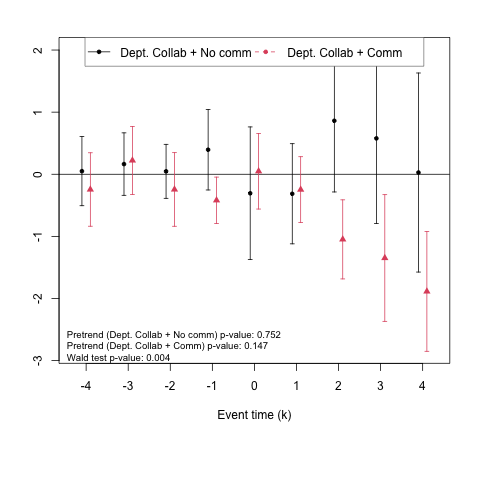 Dept. Collab + No comm Dept. Collab + Comm
2
1
0
-1
-2
-3
Pretrend (Dept. Collab + No comm) p-value: 0.752
Pretrend (Dept. Collab + Comm) p-value: 0.147
Wald test p-value: 0.004
-4 -3 -2 -1 0 1 2 3 4
Event time (k)